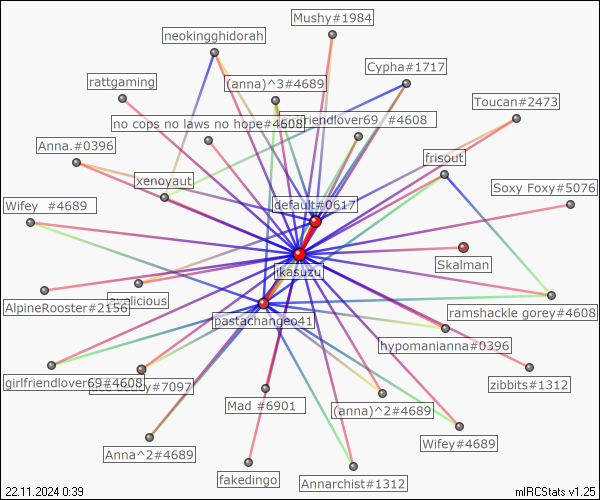 Mushy#1984
neokingghidorah
Cypha#1717
rattgaming
(anna)^3#4689
Toucan#2473
no cops no laws no hope#4608
friendlover69 #4608
Anna.#0396
frisout
xenoyaut
Soxy Foxy#5076
default#0617
Wifey #4689
Skalman
ikasuzu
AlpineRooster#2156
ramshackle gorey#4608
pastachangeo41
hypomanianna#0396
girlfriendlover69#4608
#7097
zibbits#1312
Mad #6901
(anna)^2#4689
Wifey#4689
Anna^2#4689
fakedingo
Annarchist#1312
22.11.2024 0:39
mIRCStats v1.25